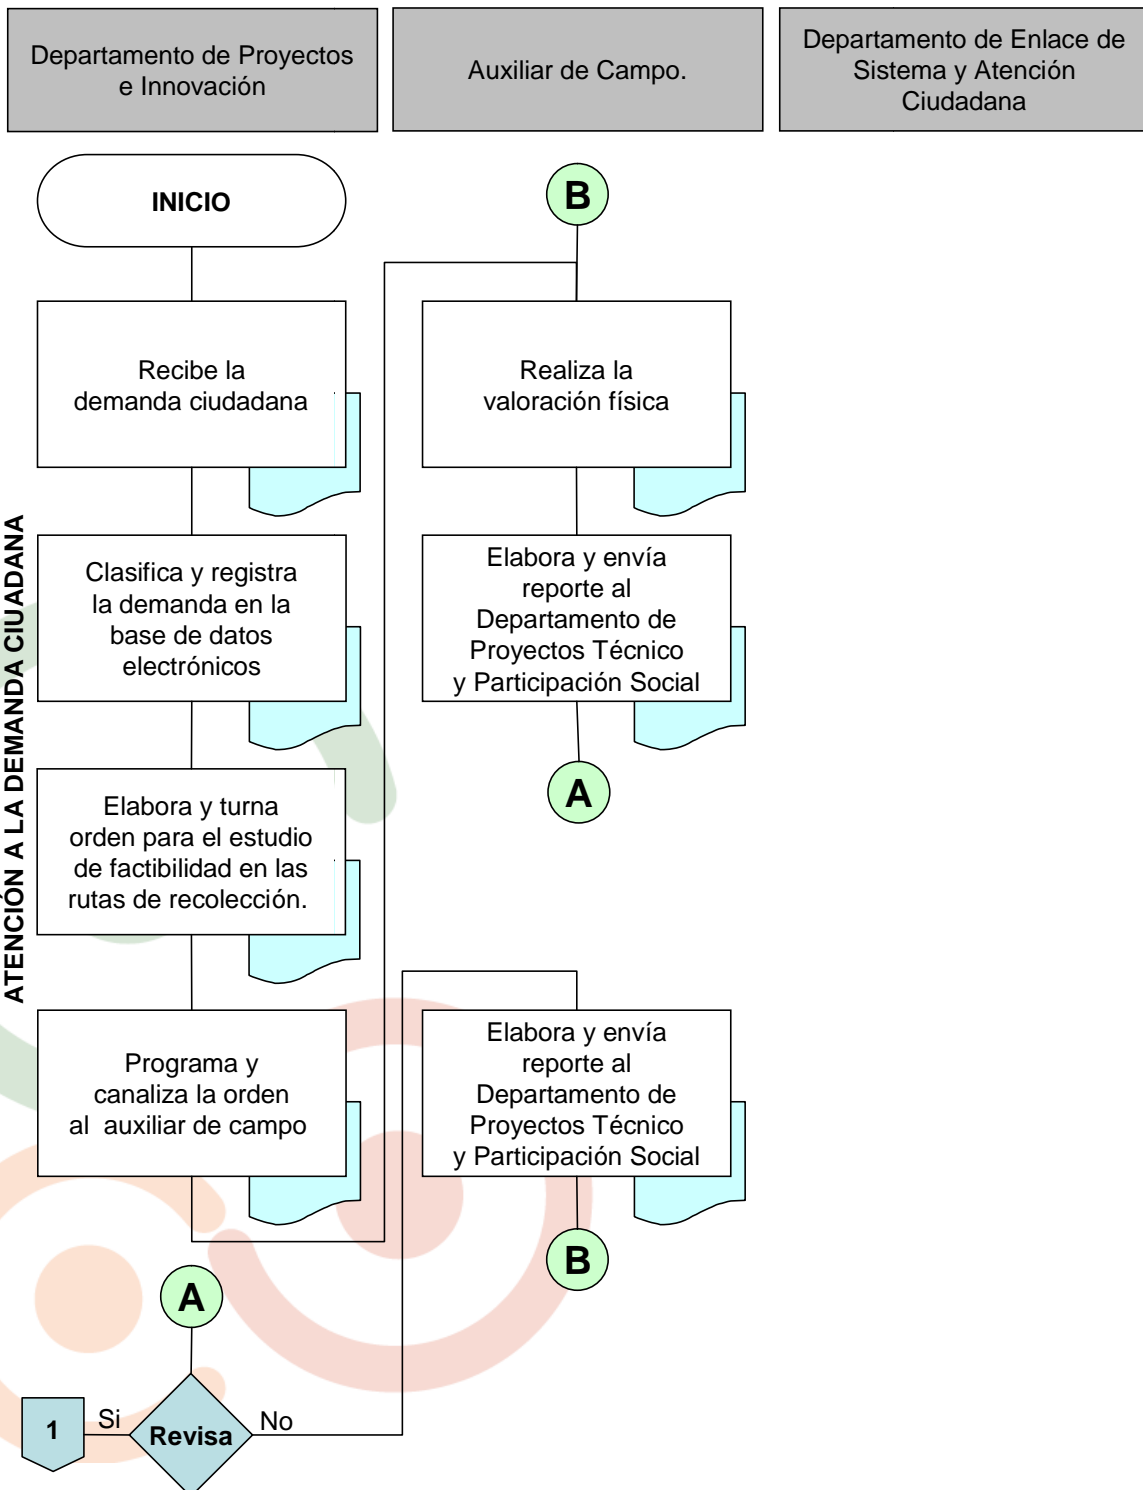 Departamento de Proyectos
e Innovación
Auxiliar de Campo.
Departamento de Enlace de
Sistema y Atención
Ciudadana
ATENCIÓN A LA DEMANDA CIUADANA
INICIO
Recibe la
demanda ciudadana
Clasifica y registra
la demanda en la
base de datos
electrónicos
Elabora y turna
orden para el estudio
de factibilidad en las
rutas de recolección.
Programa y
canaliza la orden
al auxiliar de campo
A
Revisa
Si
No
1
B
Realiza la
valoración física
Elabora y envía
reporte al
Departamento de
Proyectos Técnico
y Participación Social
A
Elabora y envía
reporte al
Departamento de
Proyectos Técnico
y Participación Social
B